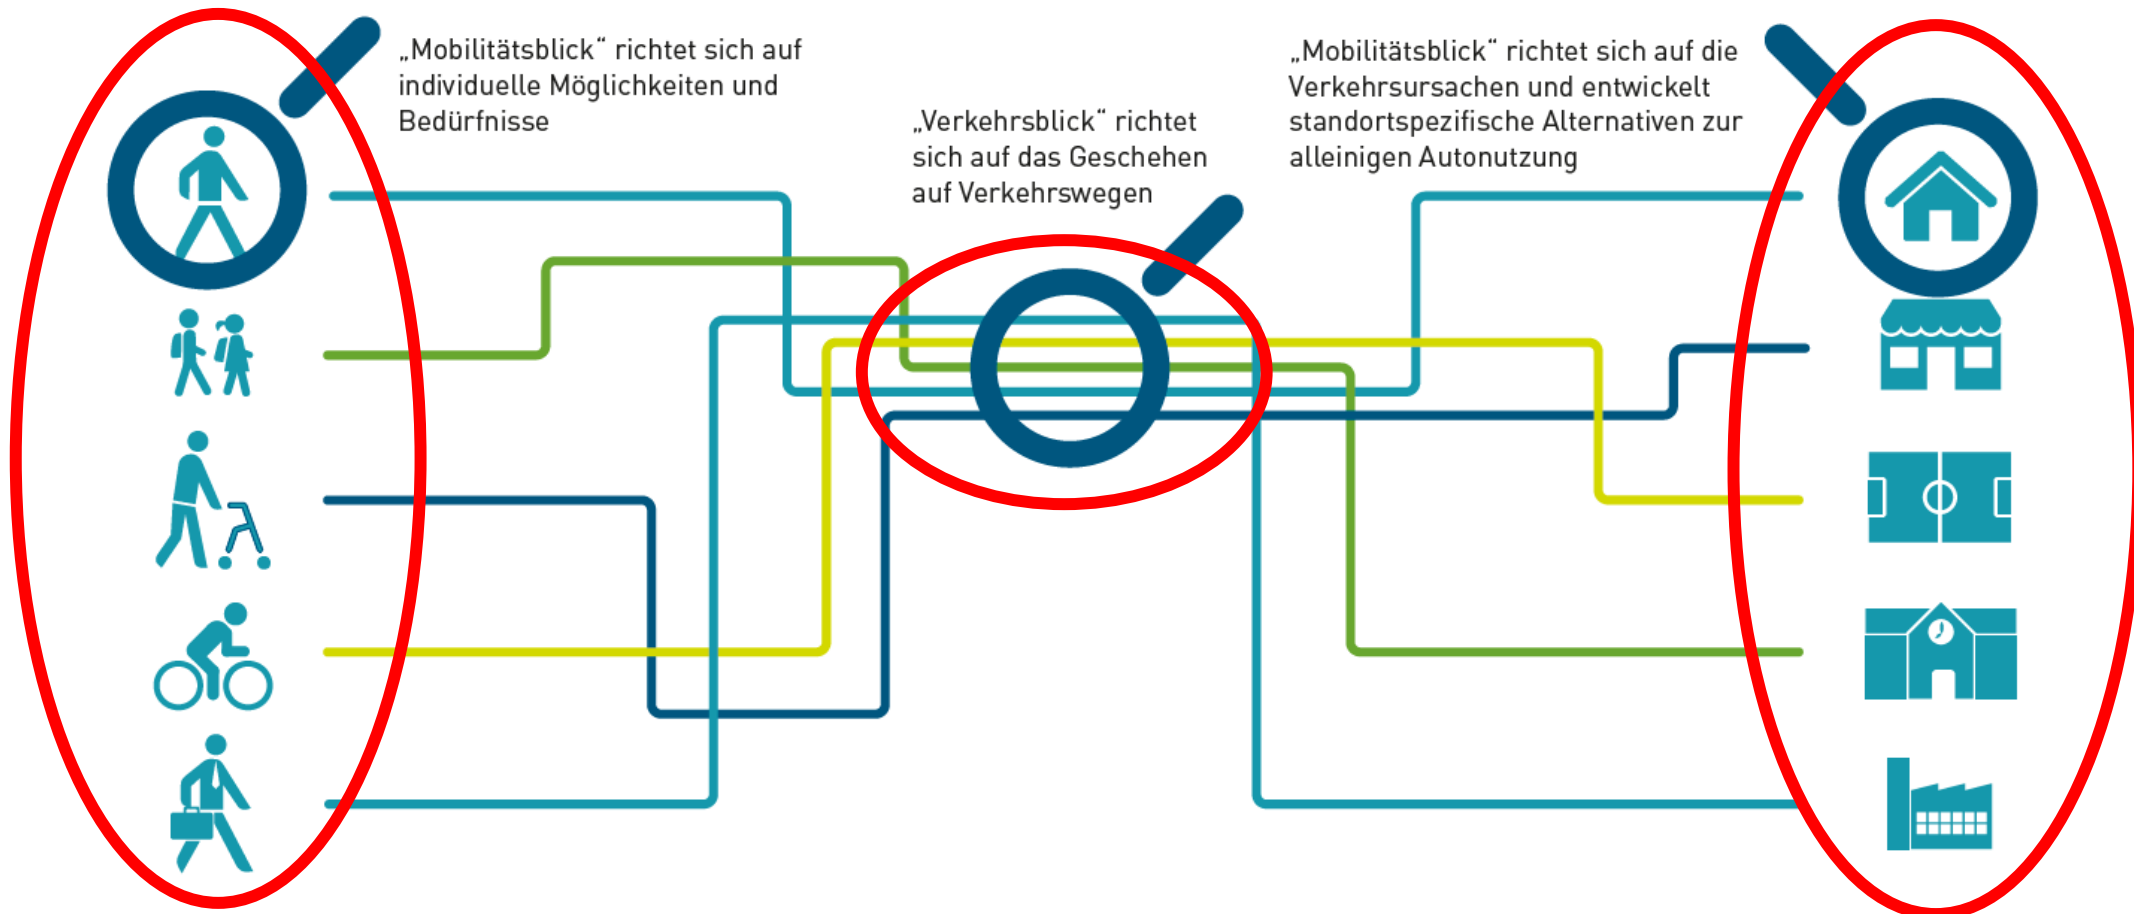 „Mobilitätsblick“ richtet sich auf
individuelle Möglichkeiten und
Bedürfnisse
„Verkehrsblick“ richtet
sich auf das Geschehen
auf Verkehrswegen
„Mobilitätsblick“ richtet sich auf die
Verkehrsursachen und entwickelt
standortspezifische Alternativen zur
alleinigen Autonutzung